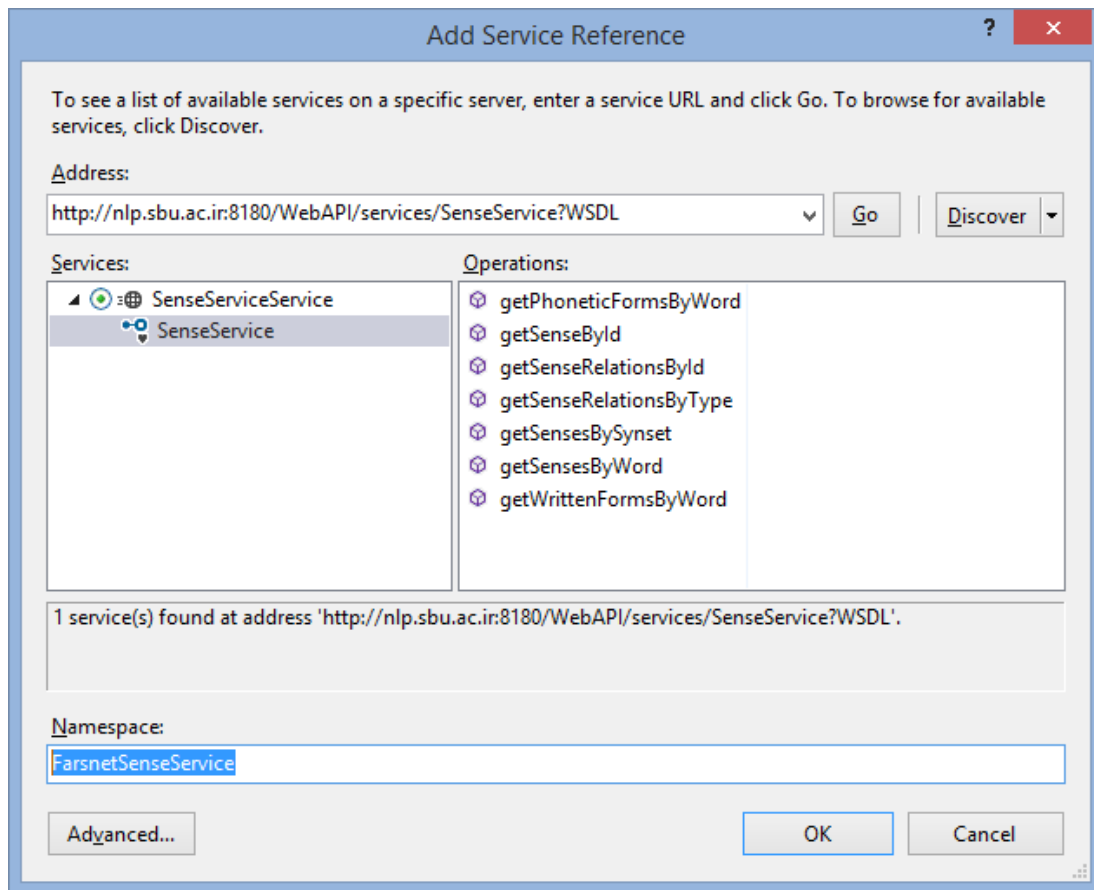 Add Service Reference
?
To see a list of available services on a specific server, enter a service URL and click Go. To browse for available
services, click Discover.
Address:
http://nlp.sbu.ac.ir:8180/WebAPI/services/SenseService?WSDL
Go
Discover
Services:
Operations:
SenseServiceService
SenseService
getPhoneticFormsByWord
getSenseById
getSenseRelationsById
getSenseRelationsByType
getSensesBySynset
getSensesByWord
getWrittenFormsByWord
1 service(s) found at address 'http://nlp.sbu.ac.ir:8180/WebAPI/services/SenseService?WSDL'.
Namespace:
FarsnetSenseService
Advanced...
OK
Cancel